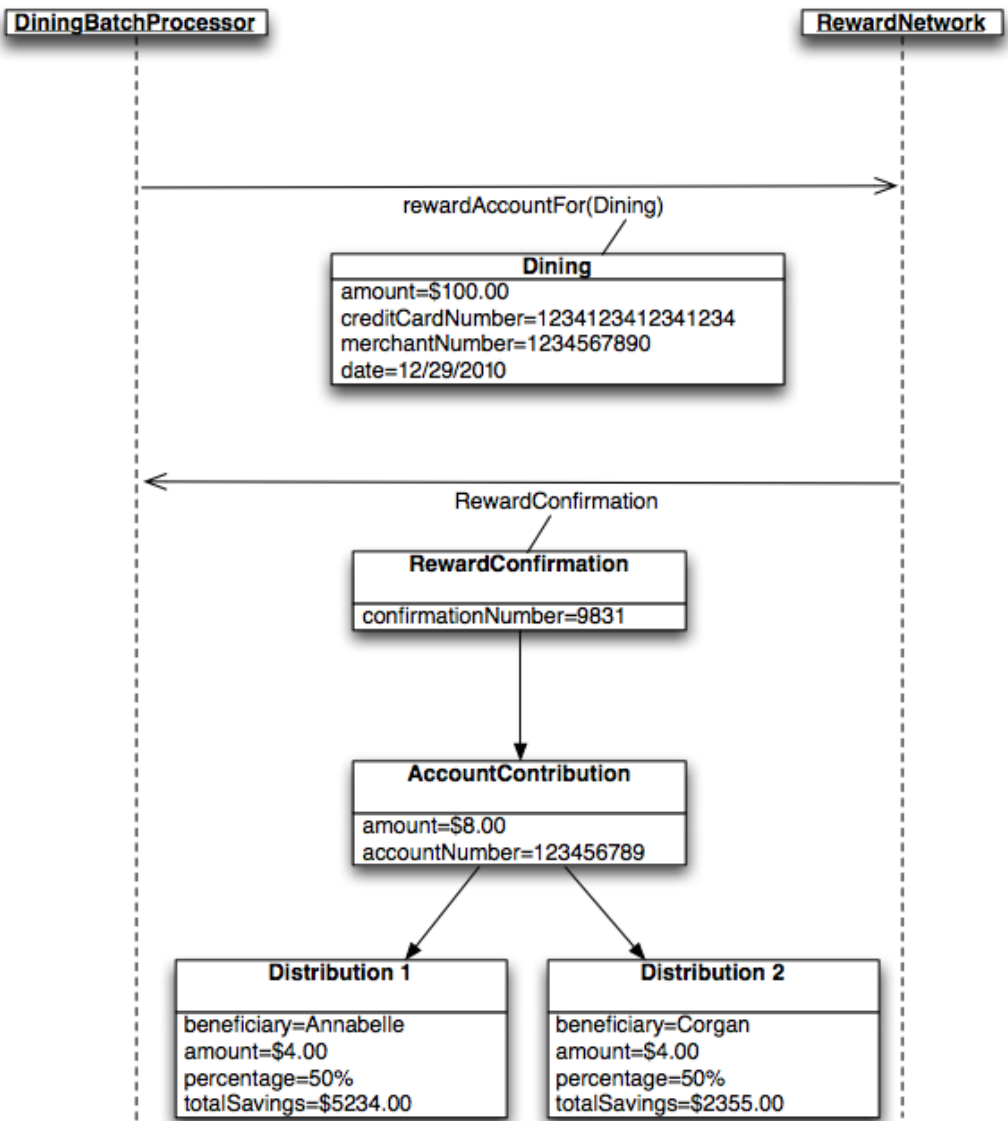 DiningBatchProcessor
RewardNetwork
rewardAccountFor(Dining)
Dining
amount=$100.00
creditCardNumber=1234123412341234
merchantNumber=1234567890
date=12/29/2010
RewardConfirmation
RewardConfirmation
confirmationNumber=9831
AccountContribution
amount=$8.00
accountNumber=123456789
Distribution 1
beneficiary=Annabelle
amount=$4.00
percentage=50%
totalSavings=$5234.00
Distribution 2
beneficiary=Corgan
amount=$4.00
percentage=50%
totalSavings=$2355.00